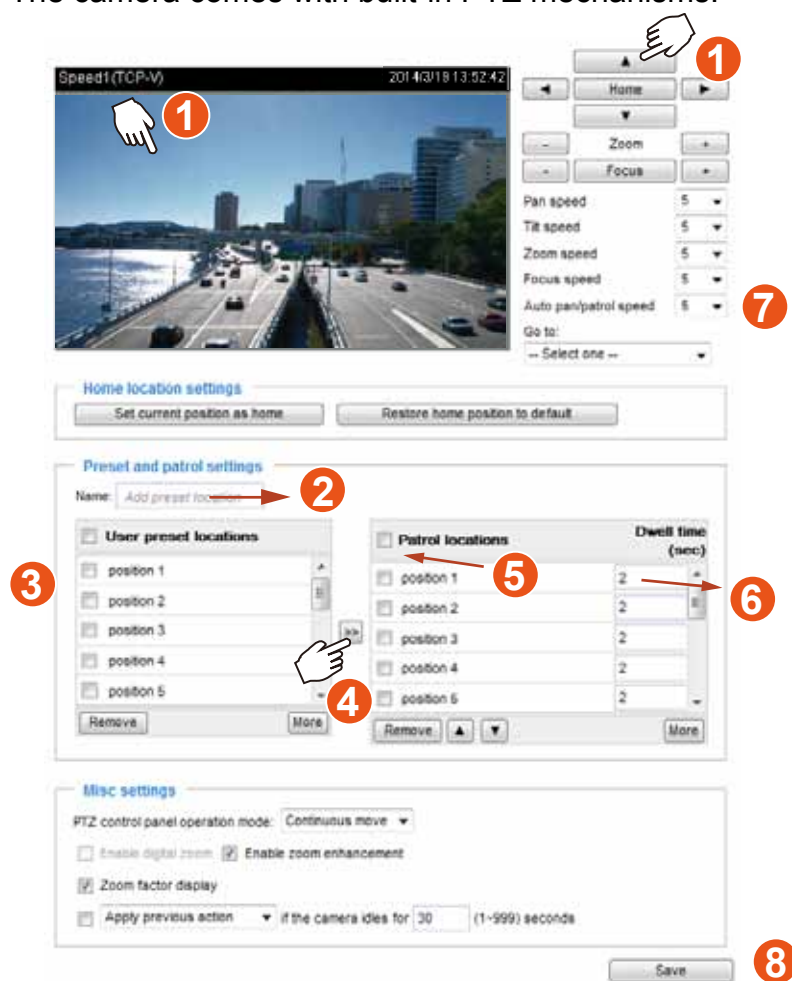 The camera comes with built-in PTZ mechanisms.
1
Speed1(TCP-V) 2014/3/18 13:52:42
1
▲
◄ Home ►
▼
- Zoom +
- Focus +
Pan speed 5
Tilt speed 5
Zoom speed 5
Focus speed 5
Auto pan/patrol speed 5
7
Go to:
-- Select one --
Home location settings
Set current position as home Restore home position to default
Preset and patrol settings
Name: Add preset location
2
User preset locations
3
position 1
position 2
position 3
position 4
position 5
Remove More
>>
4
Patrol locations Dwell time
(sec)
5
position 1 2
6
position 2 2
position 3 2
position 4 2
position 5 2
Remove ▲ ▼ More
Misc settings
PTZ control panel operation mode: Continuous move
Enable digital zoom Enable zoom enhancement
Zoom factor display
Apply previous action if the camera idles for 30 (1~999) seconds
Save
8